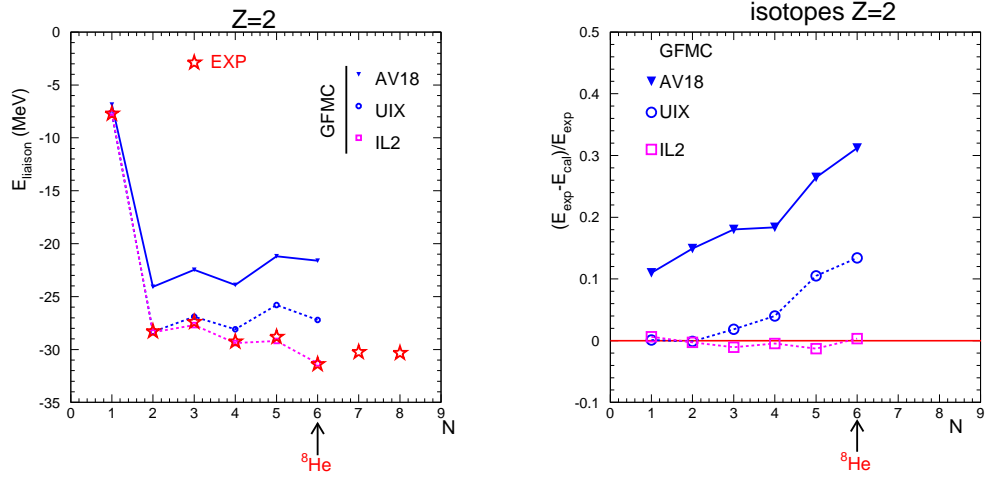 Z=2
E_liaison (MeV)
0
-5
-10
-15
-20
-25
-30
-35
EXP
GFMC
AV18
UIX
IL2
0 1 2 3 4 5 6 7 8 9
N
⁸He
isotopes Z=2
(E_exp-E_cal)/E_exp
0.5
0.4
0.3
0.2
0.1
0
-0.1
GFMC
AV18
UIX
IL2
0 1 2 3 4 5 6 7 8 9
N
⁸He